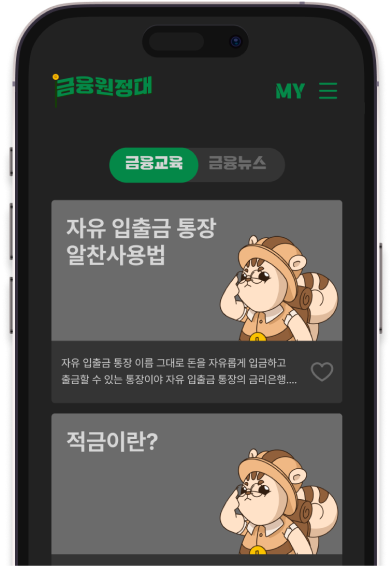 금융원정대
MY
금융교육 금융뉴스
자유 입출금 통장
알찬사용법
자유 입출금 통장 이름 그대로 돈을 자유롭게 입금하고
출금할 수 있는 통장이야 자유 입출금 통장의 금리은행....
적금이란?